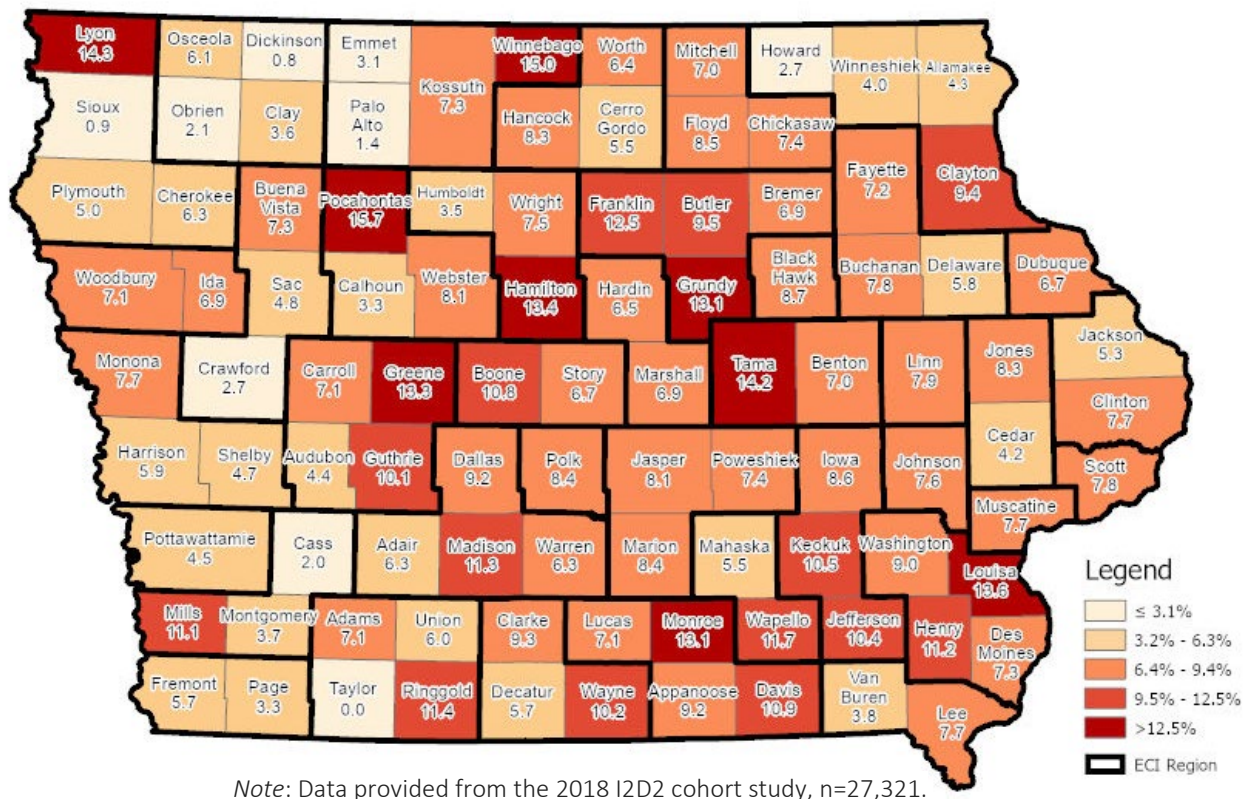 Lyon
14.3
Osceola
6.1
Dickinson
0.8
Emmet
3.1
Kossuth
7.3
Winnebago
15.0
Worth
6.4
Mitchell
7.0
Howard
2.7
Winneshiek
4.0
Allamakee
4.3
Sioux
0.9
Obrien
2.1
Clay
3.6
Palo
Alto
1.4
Hancock
8.3
Cerro
Gordo
5.5
Floyd
8.5
Chickasaw
7.4
Plymouth
5.0
Cherokee
6.3
Buena
Vista
7.3
Pocahontas
15.7
Humboldt
3.5
Wright
7.5
Franklin
12.5
Butler
9.5
Bremer
6.9
Fayette
7.2
Clayton
9.4
Woodbury
7.1
Ida
6.9
Sac
4.8
Calhoun
3.3
Webster
8.1
Hamilton
13.4
Hardin
6.5
Grundy
13.1
Black
Hawk
8.7
Buchanan
7.8
Delaware
5.8
Dubuque
6.7
Monona
7.7
Crawford
2.7
Carroll
7.1
Greene
13.3
Boone
10.8
Story
6.7
Marshall
6.9
Tama
14.2
Benton
7.0
Linn
7.9
Jones
8.3
Jackson
5.3
Clinton
7.7
Harrison
5.9
Shelby
4.7
Audubon
4.4
Guthrie
10.1
Dallas
9.2
Polk
8.4
Jasper
8.1
Poweshiek
7.4
Iowa
8.6
Johnson
7.6
Cedar
4.2
Scott
7.8
Muscatine
7.7
Pottawattamie
4.5
Cass
2.0
Adair
6.3
Madison
11.3
Warren
6.3
Marion
8.4
Mahaska
5.5
Keokuk
10.5
Washington
9.0
Louisa
13.6
Mills
11.1
Montgomery
3.7
Adams
7.1
Union
6.0
Clarke
9.3
Lucas
7.1
Monroe
13.1
Wapello
11.7
Jefferson
10.4
Henry
11.2
Des
Moines
7.3
Fremont
5.7
Page
3.3
Taylor
0.0
Ringgold
11.4
Decatur
5.7
Wayne
10.2
Appanoose
9.2
Davis
10.9
Van
Buren
3.8
Lee
7.7
Legend
≤ 3.1%
3.2% - 6.3%
6.4% - 9.4%
9.5% - 12.5%
>12.5%
ECI Region
Note: Data provided from the 2018 I2D2 cohort study, n=27,321.